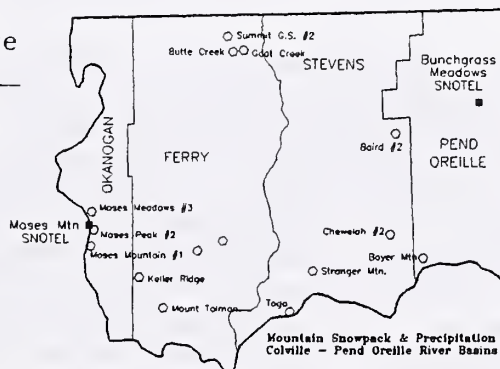 e
Summit G.S. #2
Butte Creek
Goat Creek
STEVENS
Bunchgrass
Meadows
SNOTEL
OKANOGAN
FERRY
Baird #2
PEND
OREILLE
Moses Meadows #3
Moses Mtn
SNOTEL
Moses Peak #2
Moses Mountain #1
Chewelah #2
Boyer Mtn
Stranger Mtn.
Keller Ridge
Mount Tolman
Togo
Mountain Snowpack & Precipitation
Colville - Pend Oreille River Basins